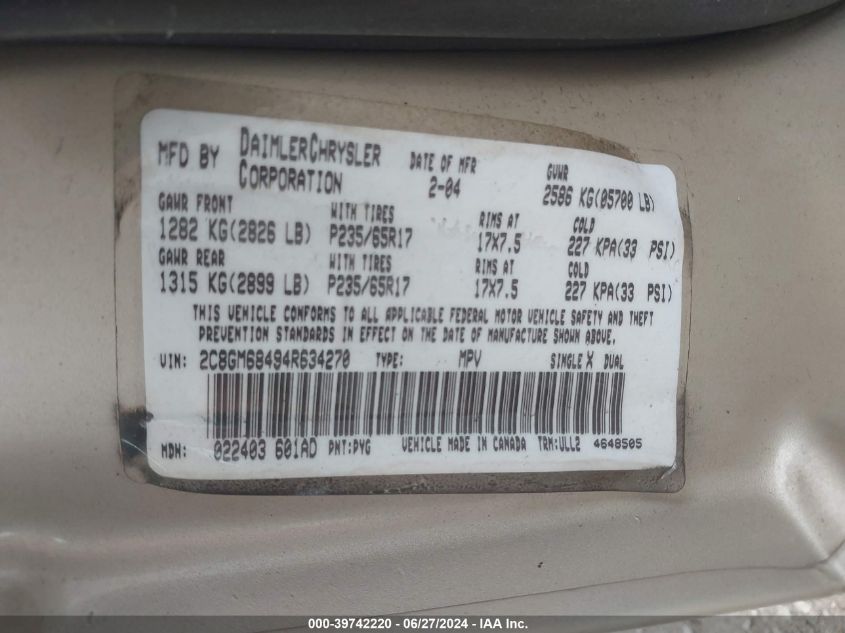 MFD BY DAIMLERCHRYSLER CORPORATION DATE OF MFR 2-04 GVWR 2586 KG(05700 LB)
GAWR FRONT WITH TIRES RIMS AT COLD
1282 KG(2826 LB) P235/65R17 17X7.5 227 KPA(33 PSI)
GAWR REAR WITH TIRES RIMS AT COLD
1315 KG(2899 LB) P235/65R17 17X7.5 227 KPA(33 PSI)
THIS VEHICLE CONFORMS TO ALL APPLICABLE FEDERAL MOTOR VEHICLE SAFETY AND THEFT
PREVENTION STANDARDS IN EFFECT ON THE DATE OF MANUFACTURE SHOWN ABOVE.
VIN: 2C8GM68494R634270 TYPE: MPV SINGLE X DUAL
MDH: 022403 601AD PNT:PYG VEHICLE MADE IN CANADA TRM:ULL2 4648505
000-39742220 - 06/27/2024 - IAA Inc.